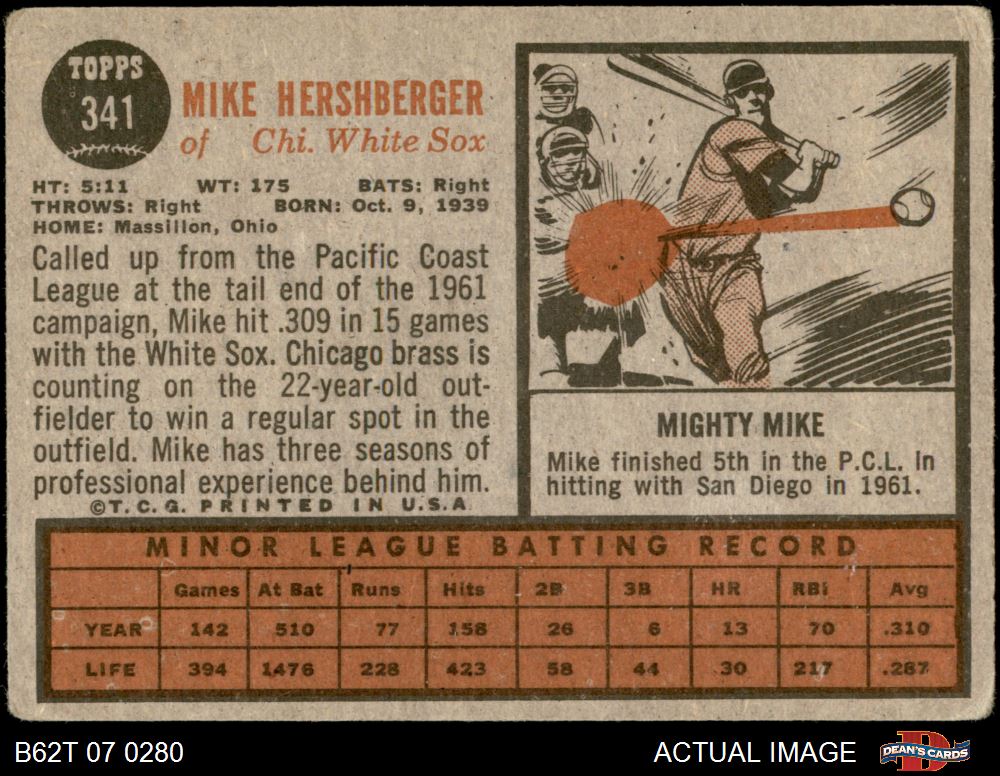 TOPPS
341
MIKE HERSHBERGER
of Chi. White Sox
HT: 5:11 WT: 175 BATS: Right
THROWS: Right BORN: Oct. 9, 1939
HOME: Massillon, Ohio
Called up from the Pacific Coast
League at the tail end of the 1961
campaign, Mike hit .309 in 15 games
with the White Sox. Chicago brass is
counting on the 22-year-old out-
fielder to win a regular spot in the
outfield. Mike has three seasons of
professional experience behind him.
©T.C.G. PRINTED IN U.S.A.
MIGHTY MIKE
Mike finished 5th in the P.C.L. in
hitting with San Diego in 1961.
MINOR LEAGUE BATTING RECORD
Games At Bat Runs Hits 2B 3B HR RBI Avg
YEAR 142 510 77 158 26 6 13 70 .310
LIFE 394 1476 228 423 58 44 30 217 .287
B62T 07 0280 ACTUAL IMAGE DEAN'S CARDS